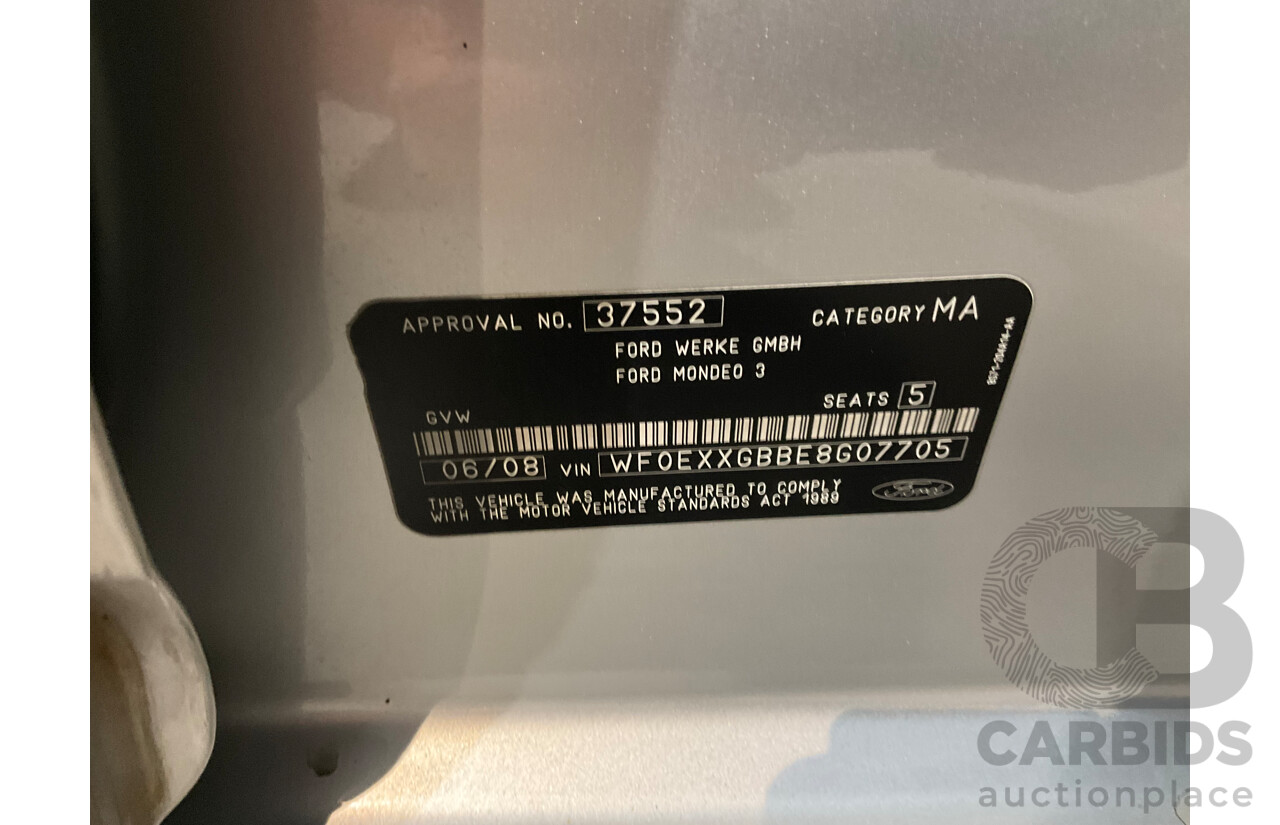 APPROVAL NO. 37552 CATEGORY MA
FORD WERKE GMBH
FORD MONDEO 3
SEATS 5
GVW
06/08 VIN WF0EXXGBBE8G07705
THIS VEHICLE WAS MANUFACTURED TO COMPLY
WITH THE MOTOR VEHICLE STANDARDS ACT 1989
Ford
CB
CARBIDS
auctionplace